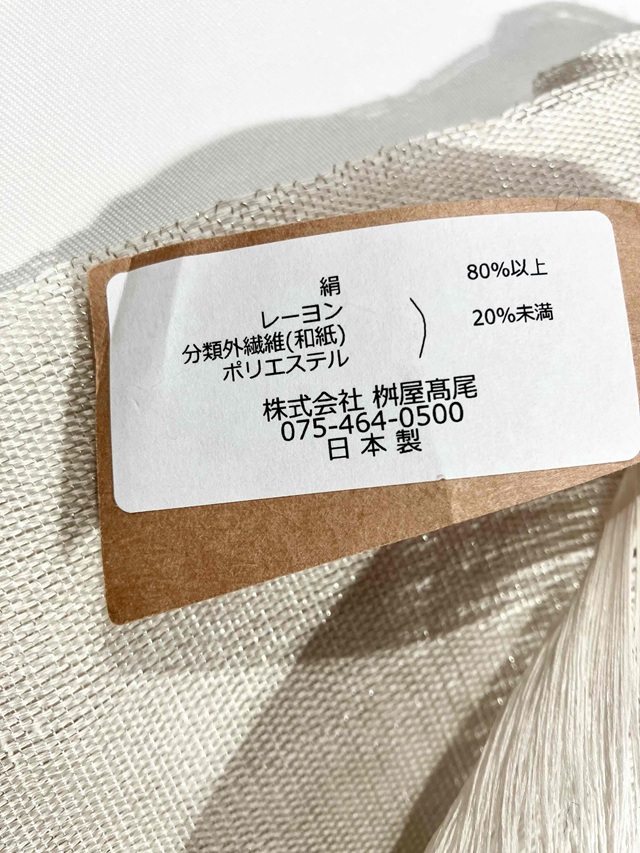 絹 80%以上
レーヨン
分類外繊維(和紙) ) 20%未満
ポリエステル
株式会社 桝屋髙尾
075-464-0500
日本製